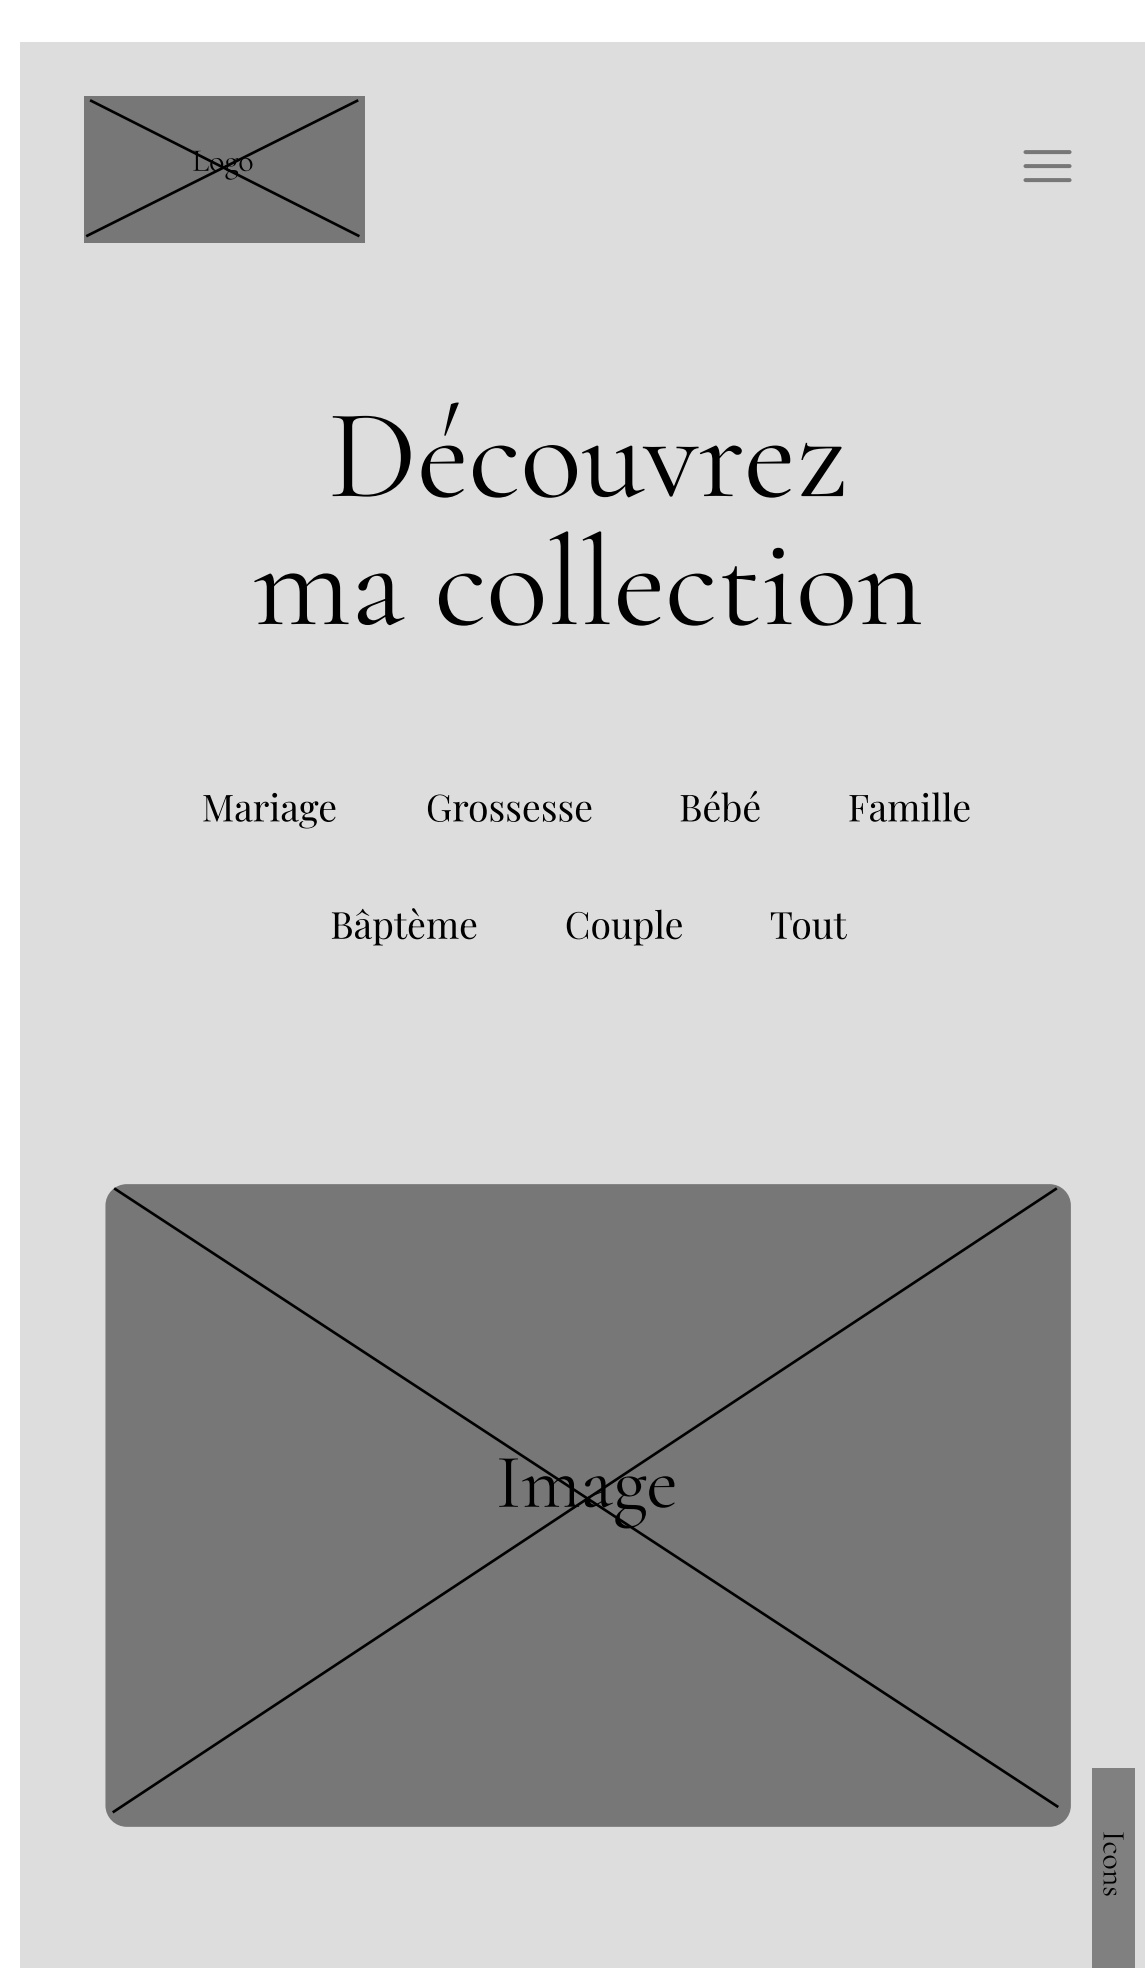 Logo
Découvrez
ma collection
Mariage Grossesse Bébé Famille
Bâptème Couple Tout
Image
Icons